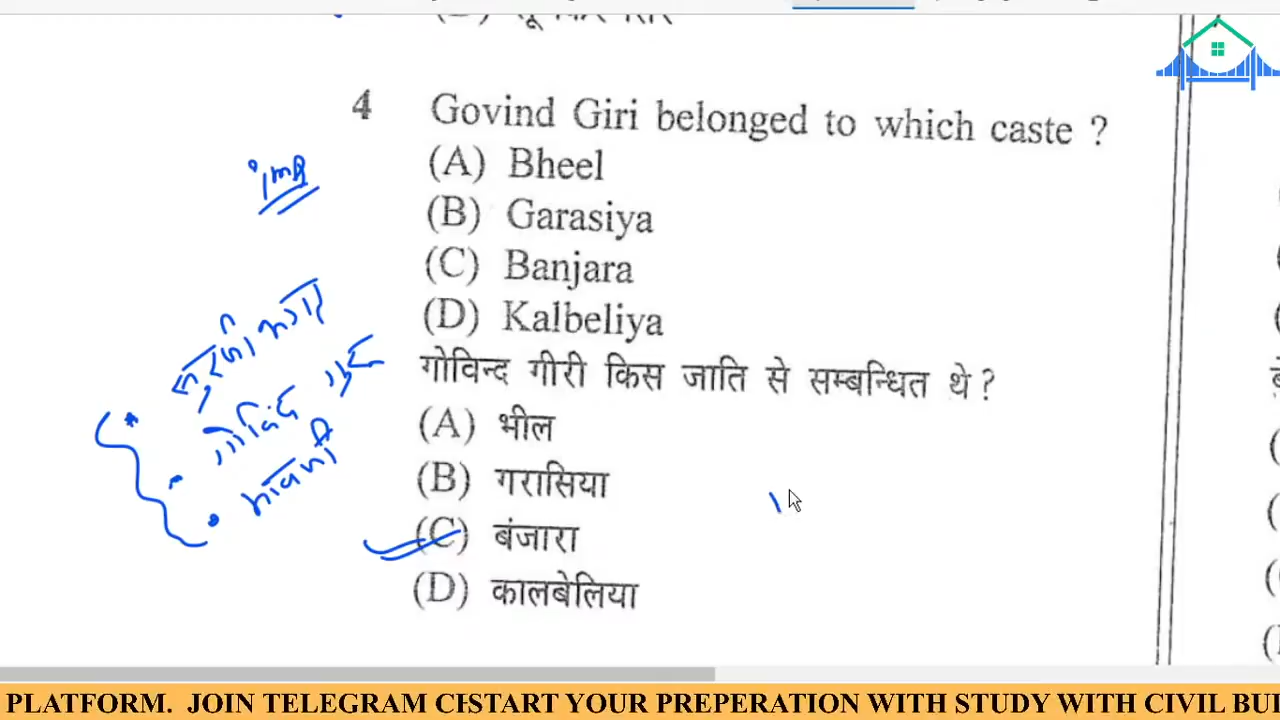 4 Govind Giri belonged to which caste ?
(A) Bheel
(B) Garasiya
(C) Banjara
(D) Kalbeliya
गोविन्द गीरी किस जाति से सम्बन्धित थे ?
(A) भील
(B) गरासिया
(C) बंजारा
(D) कालबेलिया
imp
गोविंद गुरु
PLATFORM. JOIN TELEGRAM CISTART YOUR PREPERATION WITH STUDY WITH CIVIL BUI